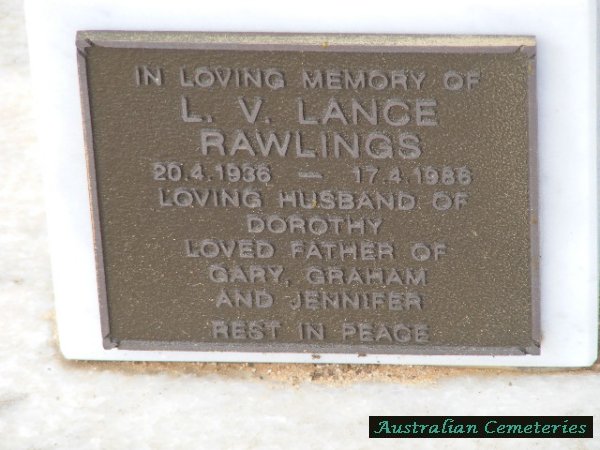 IN LOVING MEMORY OF
L. V. LANCE
RAWLINGS
20.4.1936 — 17.4.1986
LOVING HUSBAND OF
DOROTHY
LOVED FATHER OF
GARY, GRAHAM
AND JENNIFER
REST IN PEACE
Australian Cemeteries